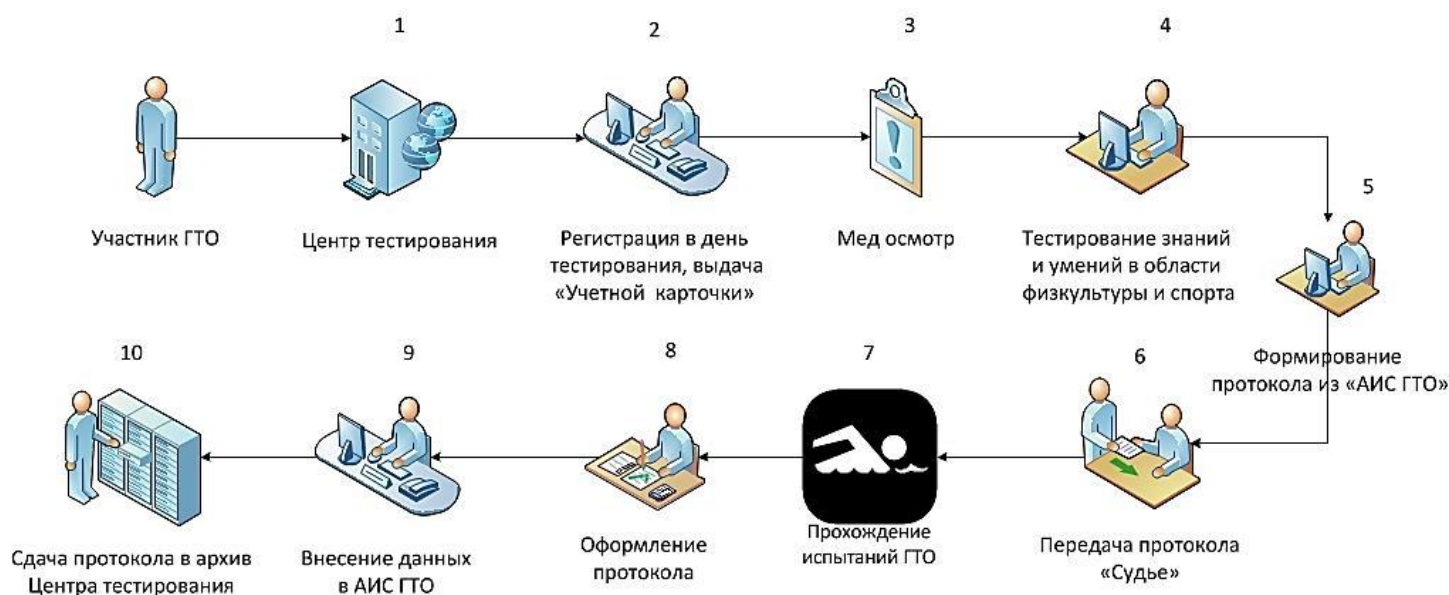 1
2
3
4
Участник ГТО
Центр тестирования
Регистрация в день
тестирования, выдача
«Учетной карточки»
Мед осмотр
Тестирование знаний
и умений в области
физкультуры и спорта
5
Формирование
протокола из «АИС ГТО»
10
9
8
7
6
Сдача протокола в архив
Центра тестирования
Внесение данных
в АИС ГТО
Оформление
протокола
Прохождение
испытаний ГТО
Передача протокола
«Судье»